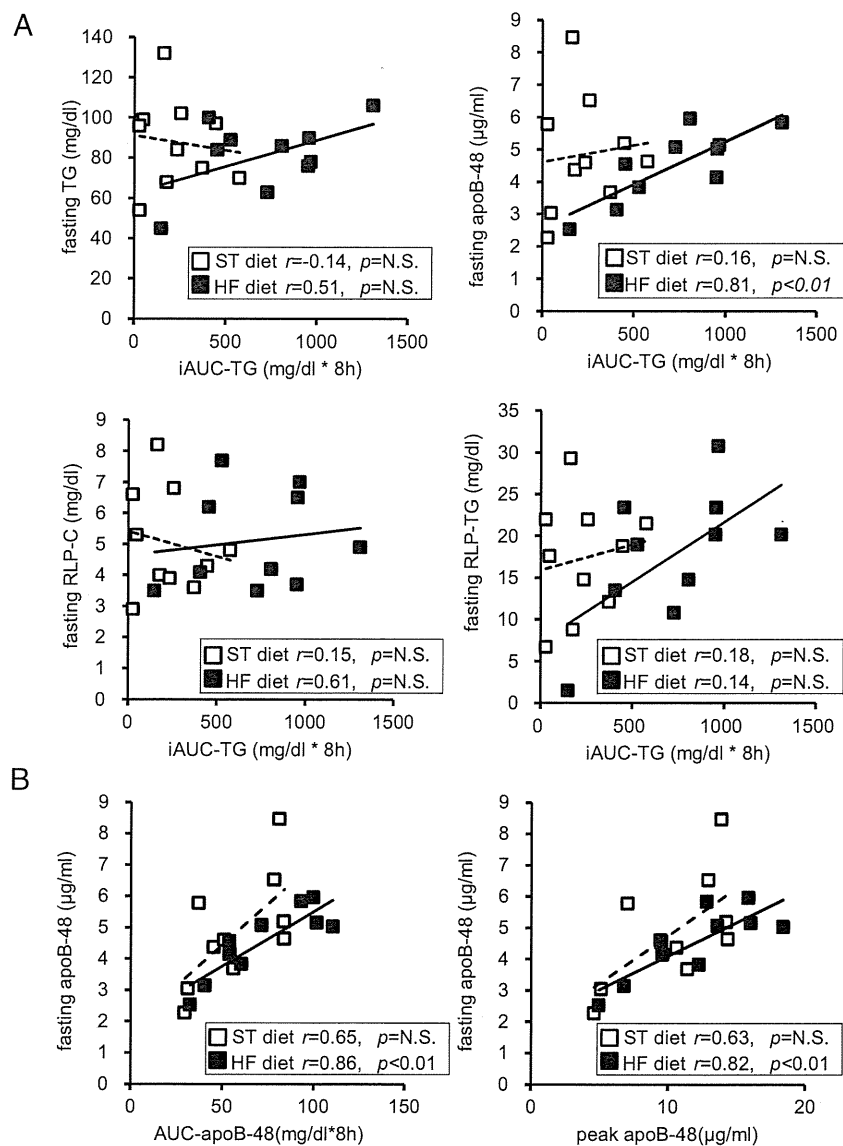 A
fasting TG (mg/dl)
140
120
100
80
60
40
20
0
ST diet r=-0.14, p=N.S.
HF diet r=0.51, p=N.S.
0 500 1000 1500
iAUC-TG (mg/dl * 8h)
fasting apoB-48 (µg/ml)
9
8
7
6
5
4
3
2
1
0
ST diet r=0.16, p=N.S.
HF diet r=0.81, p<0.01
0 500 1000 1500
iAUC-TG (mg/dl * 8h)
fasting RLP-C (mg/dl)
9
8
7
6
5
4
3
2
1
0
ST diet r=0.15, p=N.S.
HF diet r=0.61, p=N.S.
0 500 1000 1500
iAUC-TG (mg/dl * 8h)
fasting RLP-TG (mg/dl)
35
30
25
20
15
10
5
0
ST diet r=0.18, p=N.S.
HF diet r=0.14, p=N.S.
0 500 1000 1500
iAUC-TG (mg/dl * 8h)
B
fasting apoB-48 (µg/ml)
9
8
7
6
5
4
3
2
1
0
ST diet r=0.65, p=N.S.
HF diet r=0.86, p<0.01
0 50 100 150
AUC-apoB-48(mg/dl*8h)
fasting apoB-48 (µg/ml)
9
8
7
6
5
4
3
2
1
0
ST diet r=0.63, p=N.S.
HF diet r=0.82, p<0.01
0 10 20
peak apoB-48(µg/ml)